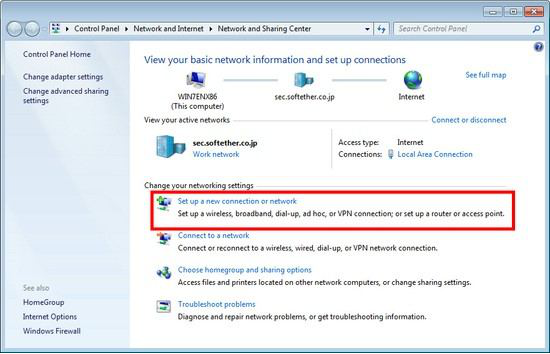 Control Panel ▸ Network and Internet ▸ Network and Sharing Center
Search Control Panel
Control Panel Home
Change adapter settings
Change advanced sharing
settings
See also
HomeGroup
Internet Options
Windows Firewall
View your basic network information and set up connections
WIN7ENX86
(This computer)
sec.softether.co.jp
Internet
See full map
View your active networks
Connect or disconnect
sec.softether.co.jp
Work network
Access type: Internet
Connections: Local Area Connection
Change your networking settings
Set up a new connection or network
Set up a wireless, broadband, dial-up, ad hoc, or VPN connection; or set up a router or access point.
Connect to a network
Connect or reconnect to a wireless, wired, dial-up, or VPN network connection.
Choose homegroup and sharing options
Access files and printers located on other network computers, or change sharing settings.
Troubleshoot problems
Diagnose and repair network problems, or get troubleshooting information.